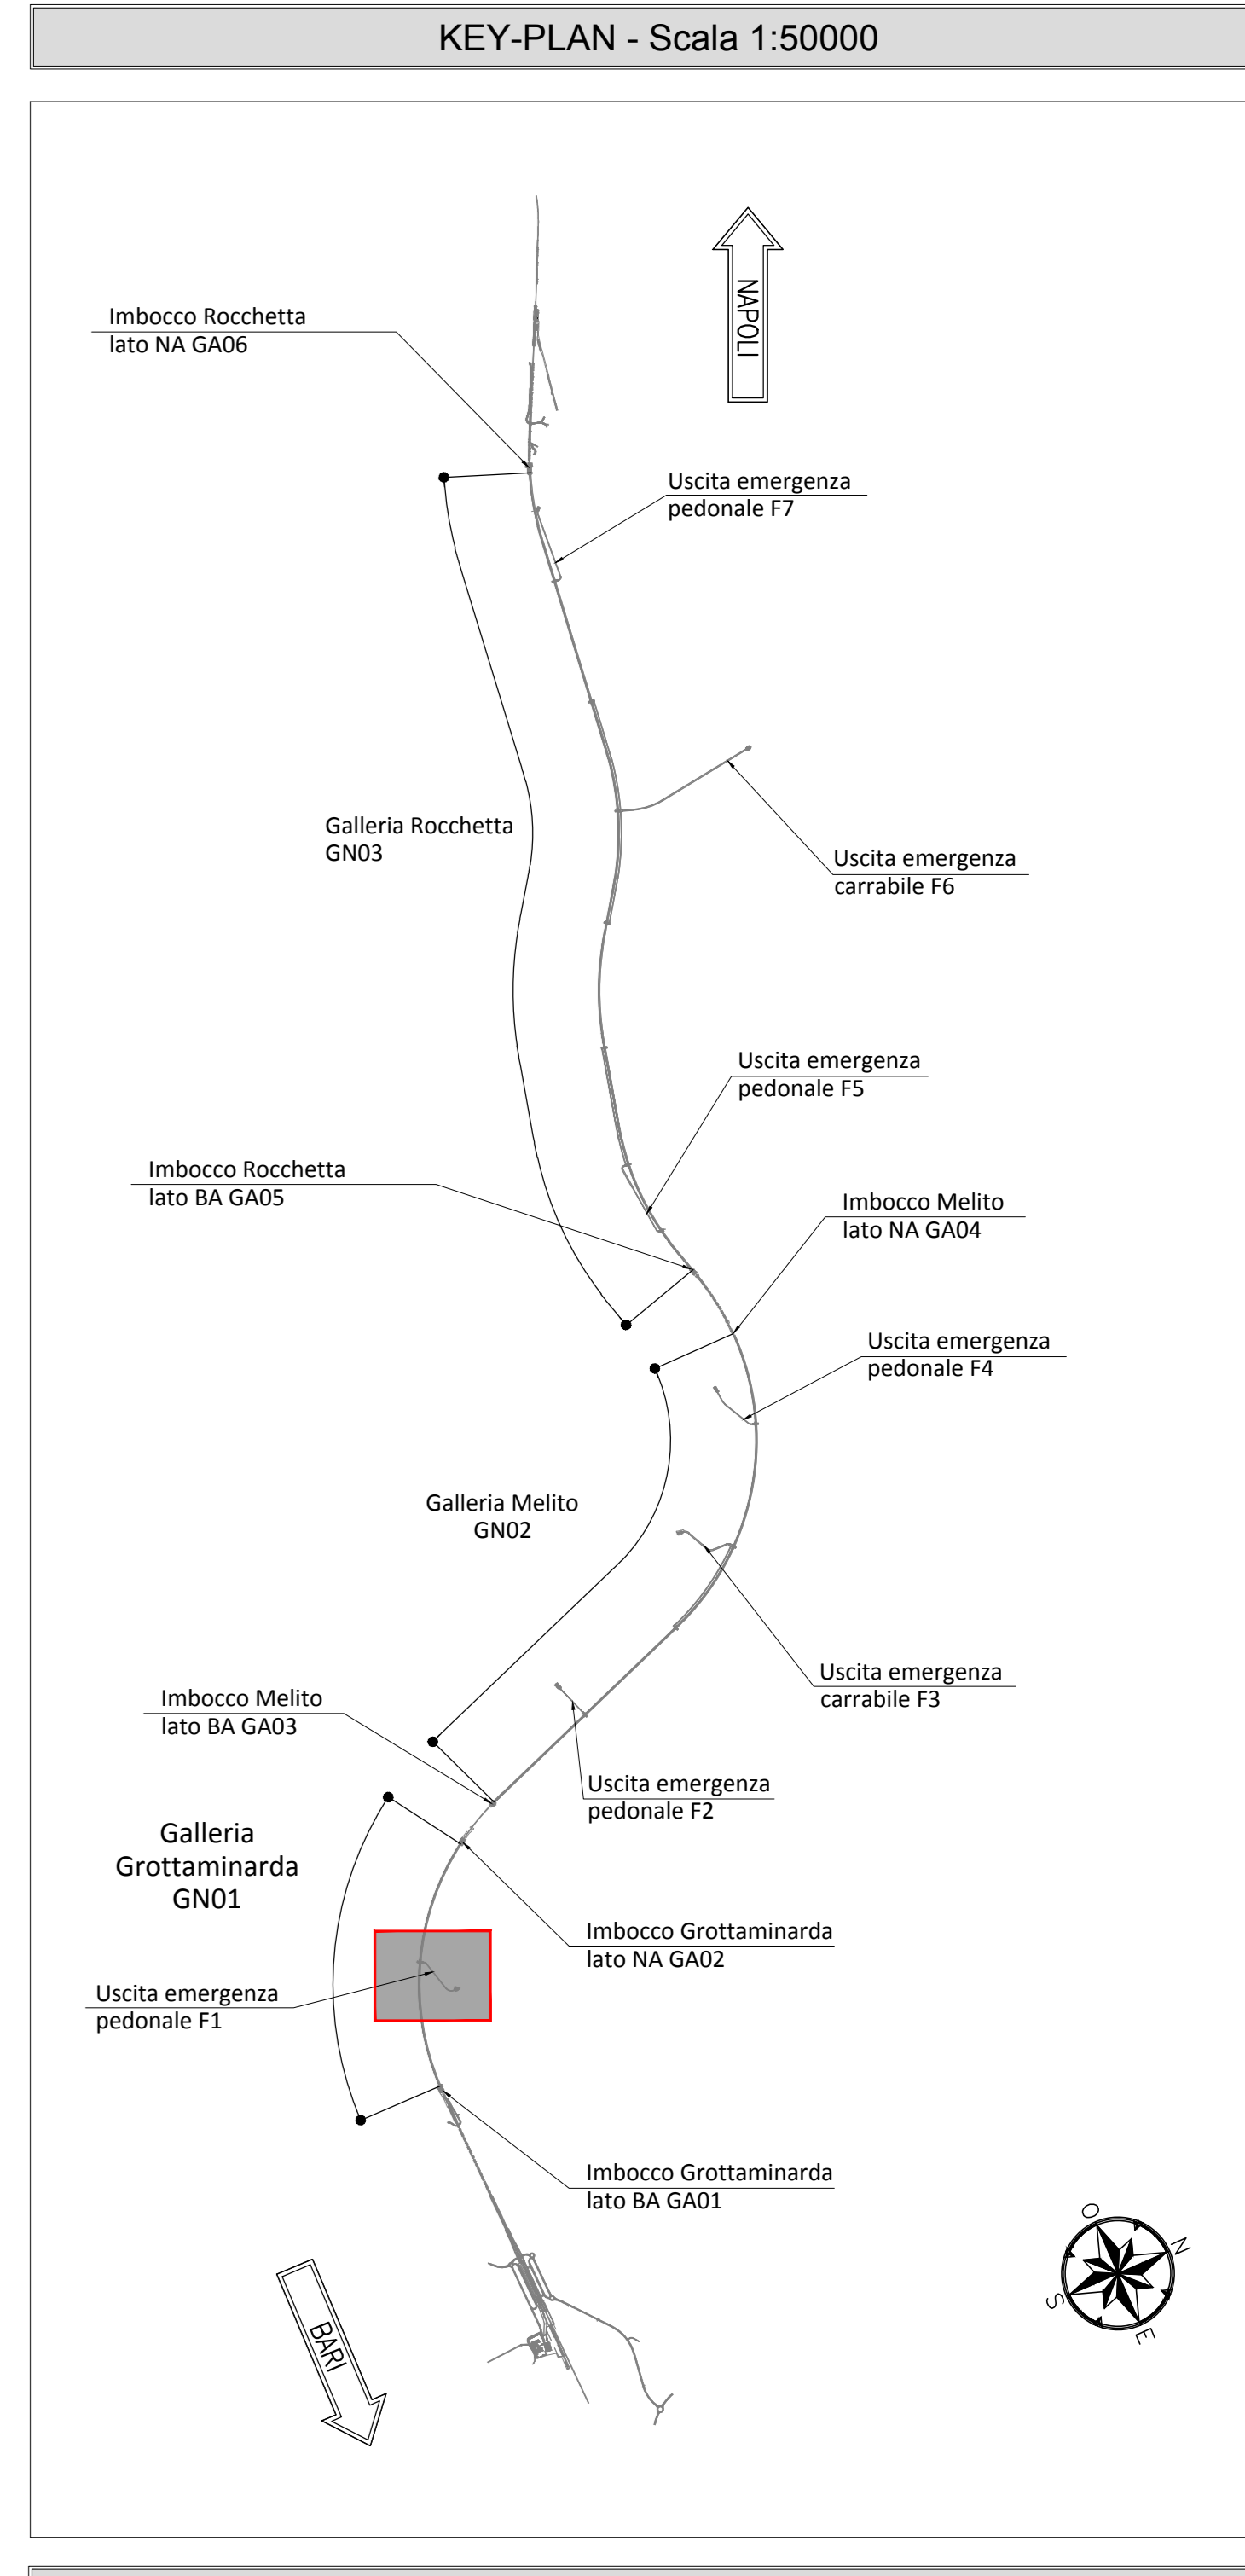 KEY-PLAN - Scala 1:50000
NAPOLI
Imbocco Rocchetta
lato NA GA06
Uscita emergenza
pedonale F7
Galleria Rocchetta
GN03
Uscita emergenza
carrabile F6
Uscita emergenza
pedonale F5
Imbocco Rocchetta
lato BA GA05
Imbocco Melito
lato NA GA04
Uscita emergenza
pedonale F4
Galleria Melito
GN02
Uscita emergenza
carrabile F3
Imbocco Melito
lato BA GA03
Uscita emergenza
pedonale F2
Galleria
Grottaminarda
GN01
Imbocco Grottaminarda
lato NA GA02
Uscita emergenza
pedonale F1
Imbocco Grottaminarda
lato BA GA01
O
N
S
E
BARI